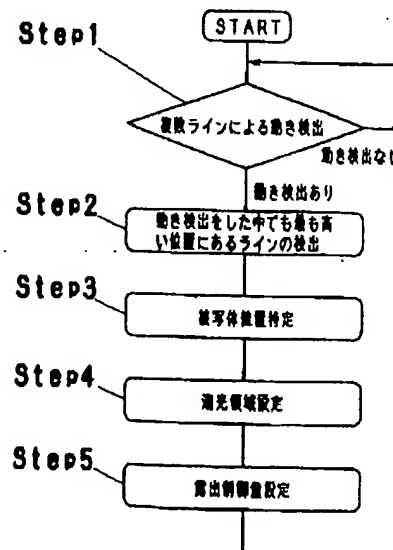 START
Step1
複数ラインによる動き検出
動き検出なし
動き検出あり
Step2
動き検出をした中でも最も高
い位置にあるラインの検出
Step3
被写体位置特定
Step4
測光領域設定
Step5
露出制御量設定